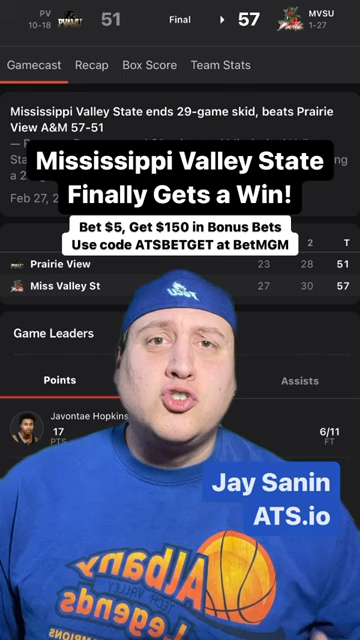 PV
10-18
PVAMU
51
Final
57
MVSU
1-27
Gamecast
Recap
Box Score
Team Stats
Mississippi Valley State ends 29-game skid, beats Prairie
View A&M 57-51
Mississippi Valley State
Finally Gets a Win!
Feb 27, 2
Bet $5, Get $150 in Bonus Bets
Use code ATSBETGET at BetMGM
2
T
Prairie View
23
28
51
Miss Valley St
27
30
57
Game Leaders
Points
Assists
Javontae Hopkins
17
PTS
6/11
FT
Jay Sanin
ATS.io
Albany
TECH VALLEY
Legends